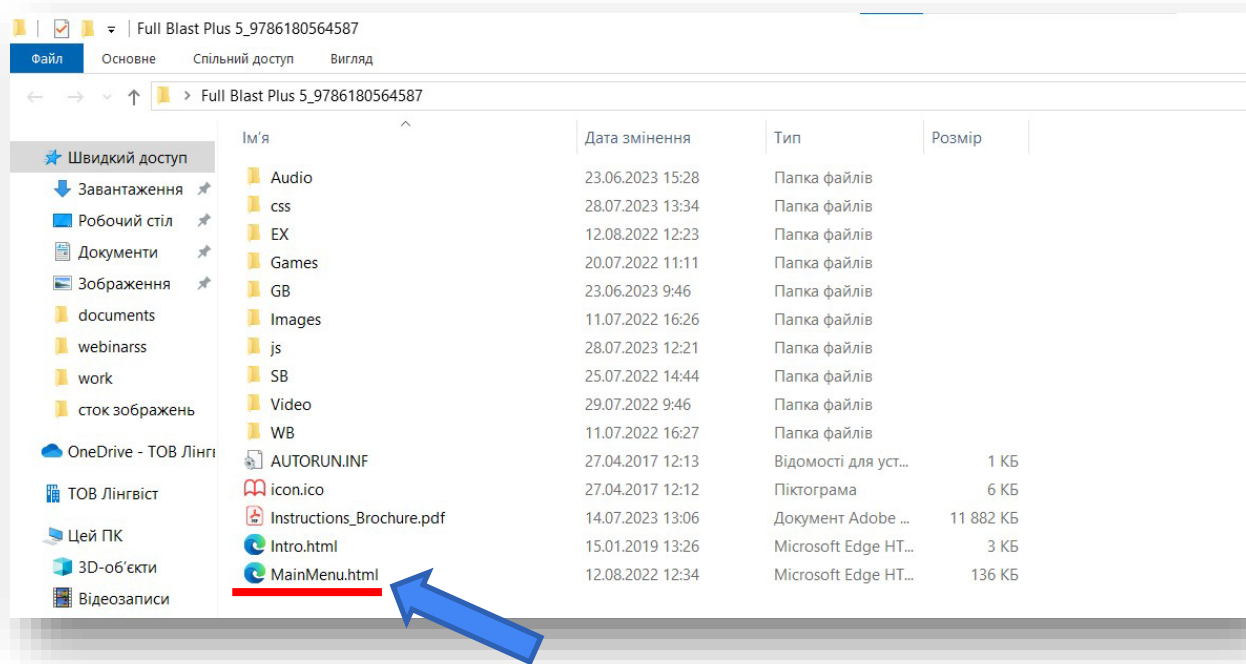 Full Blast Plus 5_9786180564587
Файл Основне Спільний доступ Вигляд
Full Blast Plus 5_9786180564587
Ім'я Дата змінення Тип Розмір
Швидкий доступ
Завантаження
Робочий стіл
Документи
Зображення
documents
webinarss
work
сток зображень
OneDrive - ТОВ Лінгв
ТОВ Лінгвіст
Цей ПК
3D-об'єкти
Відеозаписи
Audio 23.06.2023 15:28 Папка файлів
css 28.07.2023 13:34 Папка файлів
EX 12.08.2022 12:23 Папка файлів
Games 20.07.2022 11:11 Папка файлів
GB 23.06.2023 9:46 Папка файлів
Images 11.07.2022 16:26 Папка файлів
js 28.07.2023 12:21 Папка файлів
SB 25.07.2022 14:44 Папка файлів
Video 29.07.2022 9:46 Папка файлів
WB 11.07.2022 16:27 Папка файлів
AUTORUN.INF 27.04.2017 12:13 Відомості для уст... 1 КБ
icon.ico 27.04.2017 12:12 Піктограма 6 КБ
Instructions_Brochure.pdf 14.07.2023 13:06 Документ Adobe ... 11 882 КБ
Intro.html 15.01.2019 13:26 Microsoft Edge HT... 3 КБ
MainMenu.html 12.08.2022 12:34 Microsoft Edge HT... 136 КБ